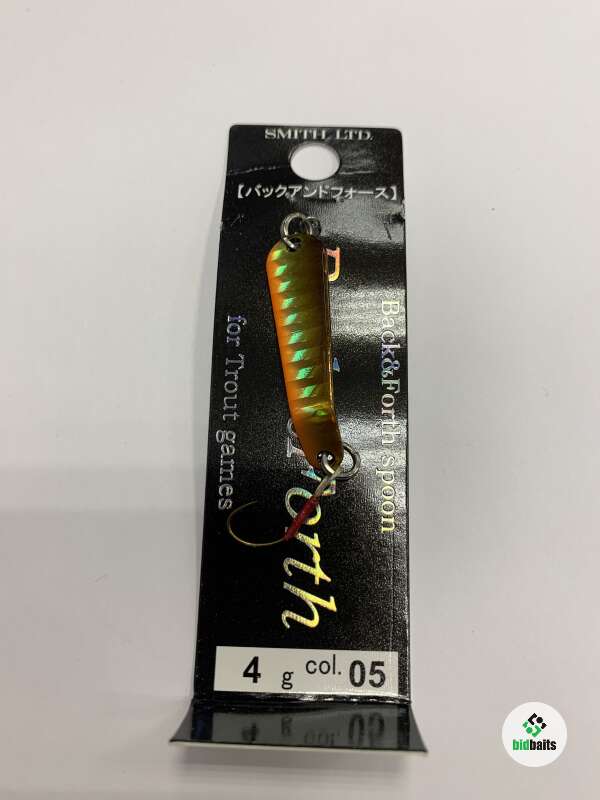 SMITH LTD.
【バックアンドフォース】
Back&Forth spoon
Forth
for Trout games
4 g col. 05
bidbaits